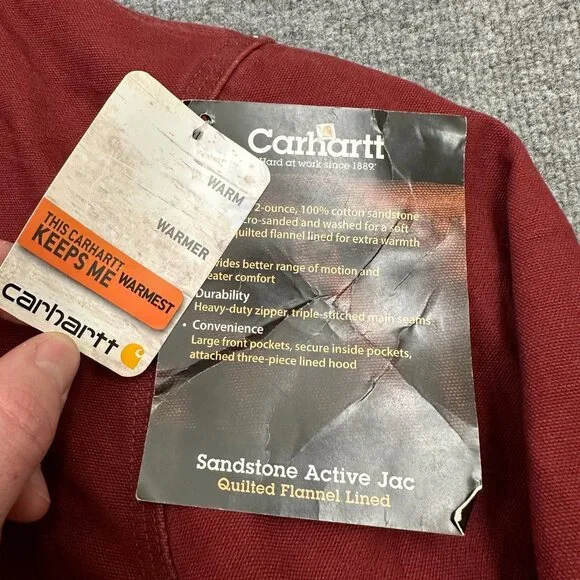 WARM
WARMER
THIS CARHARTT
KEEPS ME WARMEST
carhartt
Carhartt
Hard at work since 1889.
2-ounce, 100% cotton sandstone
ro-sanded and washed for a soft
quilted flannel lined for extra warmth
vides better range of motion and
eater comfort
Durability
Heavy-duty zipper, triple-stitched main seams
• Convenience
Large front pockets, secure inside pockets,
attached three-piece lined hood
Sandstone Active Jac
Quilted Flannel Lined